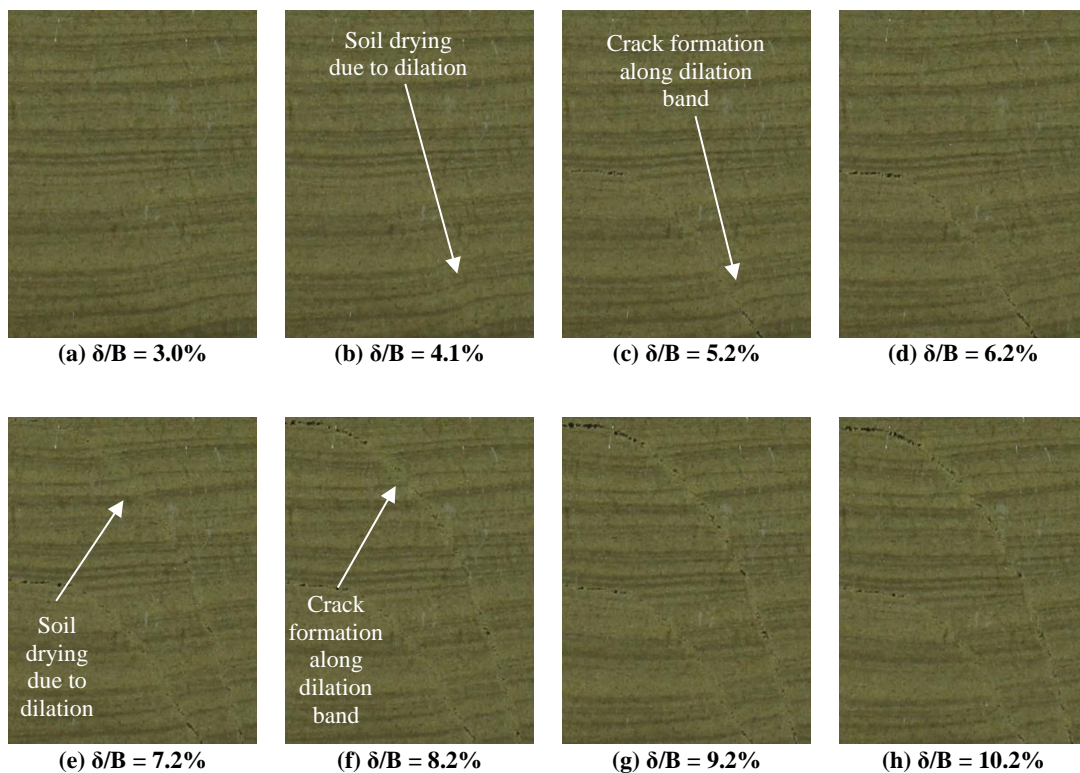 Soil drying
due to dilation
Crack formation
along dilation
band
(a) δ/B = 3.0%
(b) δ/B = 4.1%
(c) δ/B = 5.2%
(d) δ/B = 6.2%
Soil
drying
due to
dilation
Crack
formation
along
dilation
band
(e) δ/B = 7.2%
(f) δ/B = 8.2%
(g) δ/B = 9.2%
(h) δ/B = 10.2%